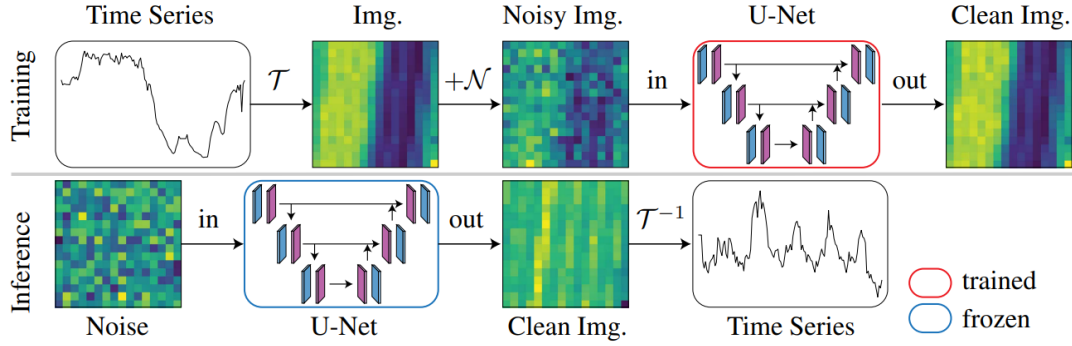 Time Series
Img.
Noisy Img.
U-Net
Clean Img.
Training
𝒯
+𝒩
in
out
Inference
in
out
𝒯⁻¹
Noise
U-Net
Clean Img.
Time Series
trained
frozen